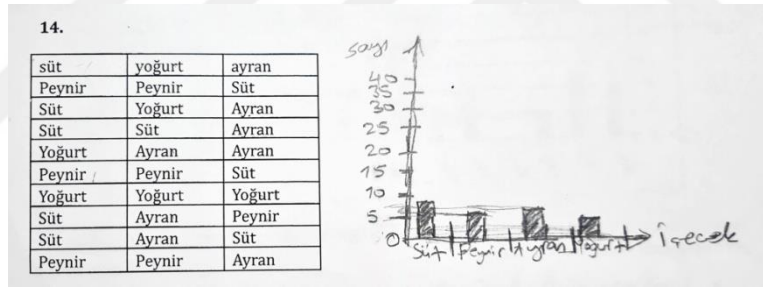 14.
süt yoğurt ayran
Peynir Peynir Süt
Süt Yoğurt Ayran
Süt Süt Ayran
Yoğurt Ayran Ayran
Peynir Peynir Süt
Yoğurt Yoğurt Yoğurt
Süt Ayran Peynir
Süt Ayran Süt
Peynir Peynir Ayran
sayı
40
35
30
25
20
15
10
5
0
Süt Peynir Ayran Yogurt İçecek